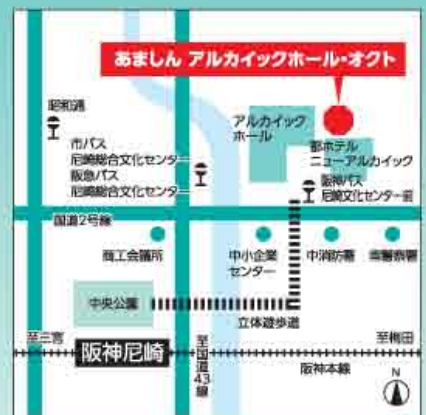 あましん アルカイックホール・オクト
昭和通
市バス
尼崎総合文化センター
阪急バス
尼崎総合文化センター
アルカイック
ホール
都ホテル
ニューアルカイック
阪神バス
尼崎文化センター前
国道2号線
商工会議所
中小企業
センター
中消防署
南警察署
中央公園
立体遊歩道
至三宮
阪神尼崎
至国道43線
阪神本線
至梅田
N